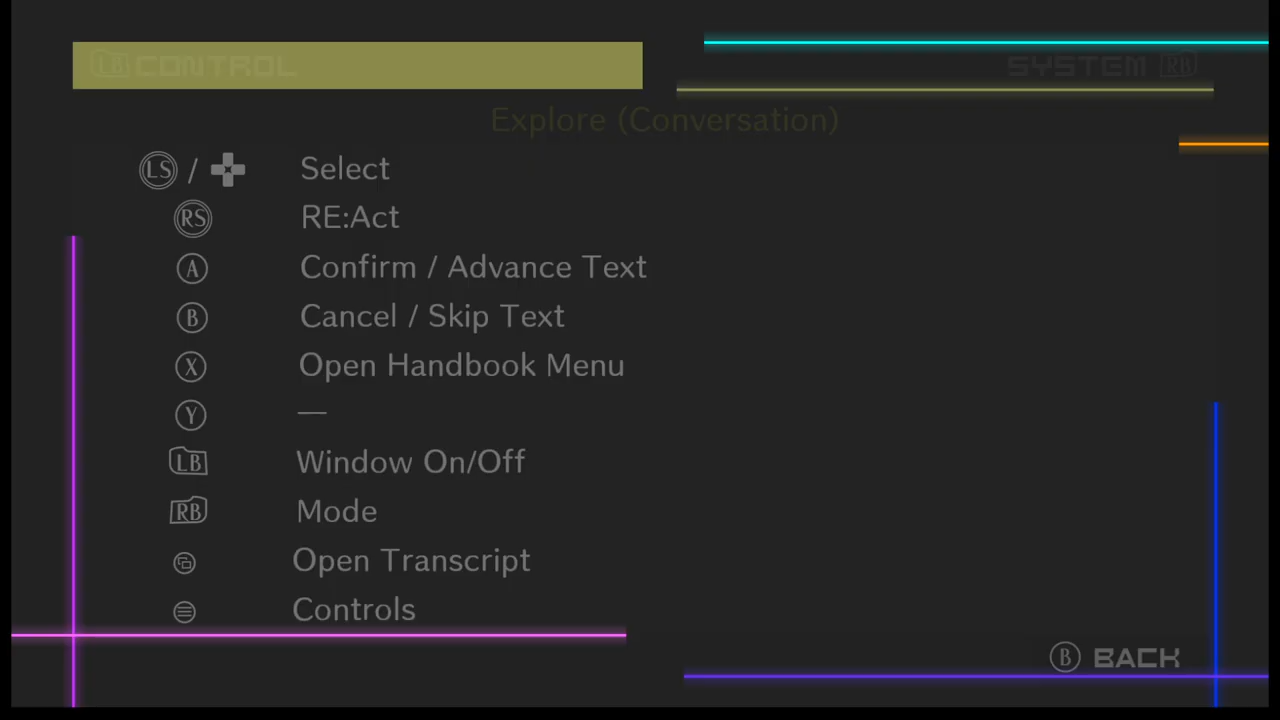 LB CONTROL
SYSTEM RB
Explore (Conversation)
LS / Select
RS RE:Act
A Confirm / Advance Text
B Cancel / Skip Text
X Open Handbook Menu
Y —
LB Window On/Off
RB Mode
Open Transcript
Controls
B BACK